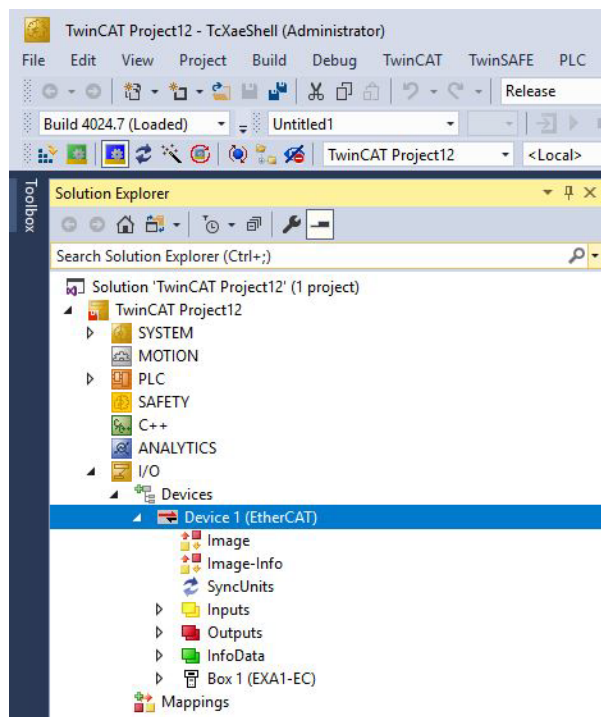 TwinCAT Project12 - TcXaeShell (Administrator)
File Edit View Project Build Debug TwinCAT TwinSAFE PLC
Release
Build 4024.7 (Loaded) Untitled1
TwinCAT Project12 <Local>
Toolbox
Solution Explorer
Search Solution Explorer (Ctrl+;)
Solution 'TwinCAT Project12' (1 project)
TwinCAT Project12
SYSTEM
MOTION
PLC
SAFETY
C++
ANALYTICS
I/O
Devices
Device 1 (EtherCAT)
Image
Image-Info
SyncUnits
Inputs
Outputs
InfoData
Box 1 (EXA1-EC)
Mappings